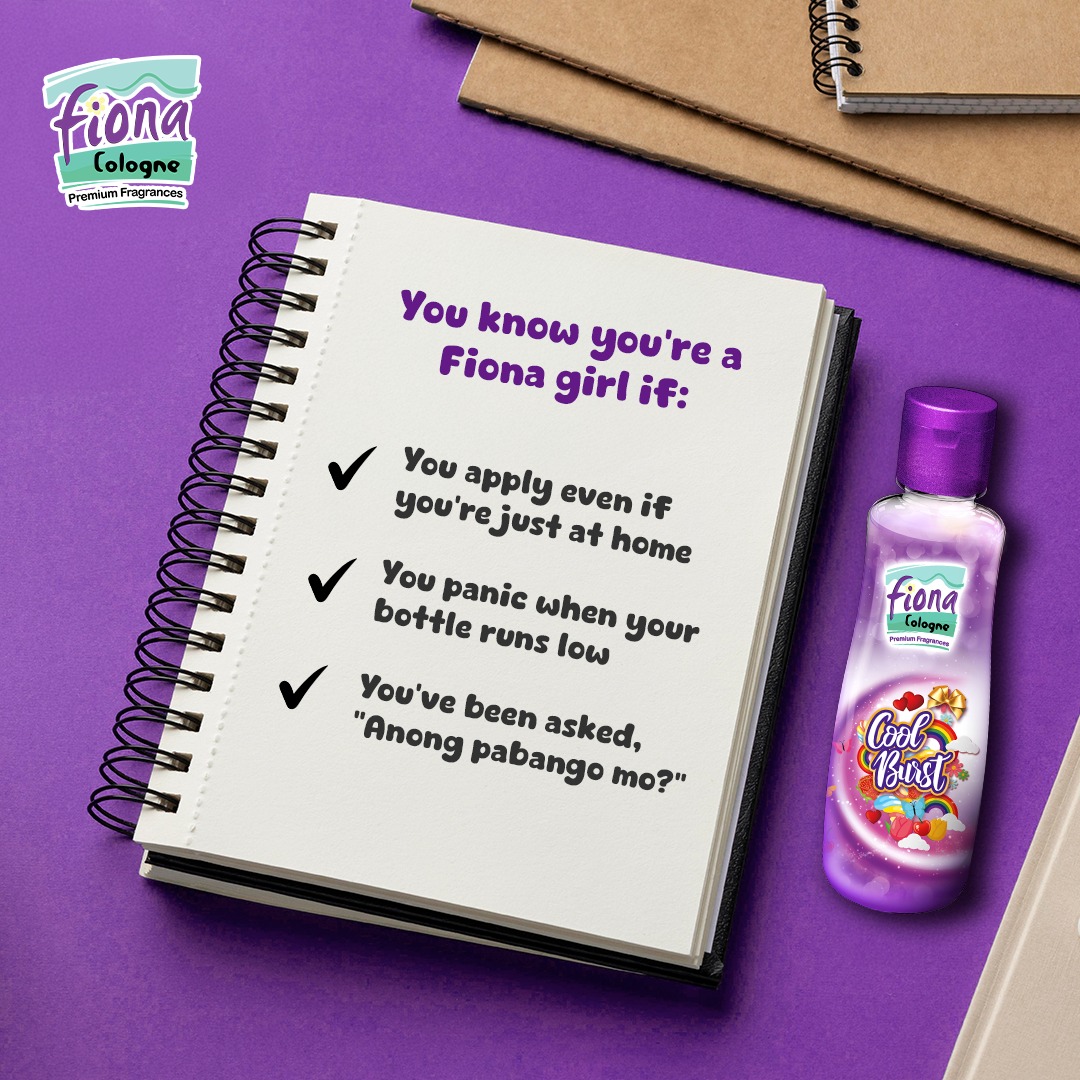 fiona
Cologne
Premium Fragrances
You know you're a
Fiona girl if:
You apply even if
you're just at home
You panic when your
bottle runs low
You've been asked,
"Anong pabango mo?"
fiona
Cologne
Premium Fragrances
Cool
Burst